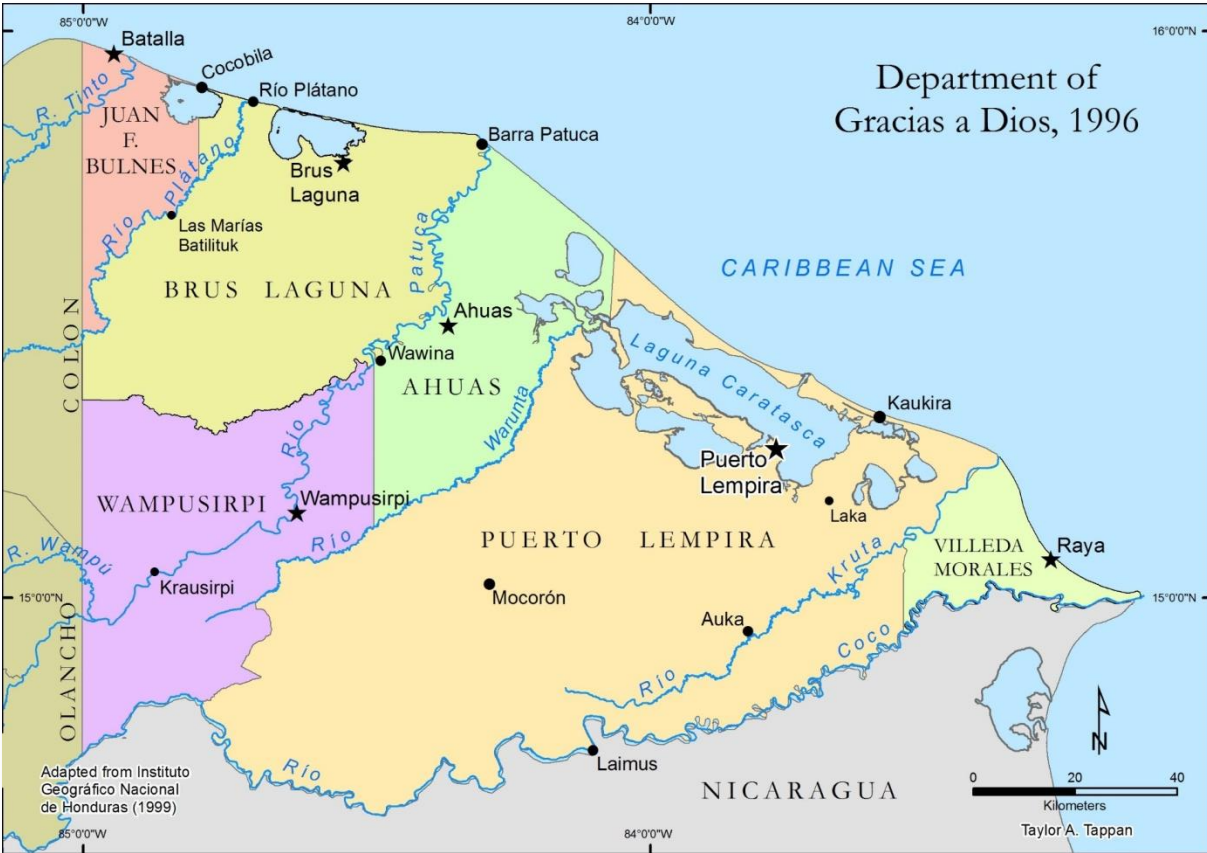 85°0'0"W
84°0'0"W
16°0'0"N
Department of
Gracias a Dios, 1996
Batalla
Cocobila
Río Plátano
R. Tinto
JUAN
F.
BULNES
Barra Patuca
Brus
Laguna
Río Plátano
Las Marías
Batilituk
Patuca
CARIBBEAN SEA
BRUS LAGUNA
Ahuas
COLON
Wawina
AHUAS
Laguna Caratasca
Warunta
Kaukira
Río
Puerto
Lempira
WAMPUSIRPI
Wampusirpi
Laka
R. Wampú
Río
PUERTO LEMPIRA
Kruta
VILLEDA
MORALES
Raya
Krausirpi
Mocorón
15°0'0"N
15°0'0"N
Auka
Coco
OLANCHO
Río
Río
Laimus
N
Adapted from Instituto
Geográfico Nacional
de Honduras (1999)
NICARAGUA
0 20 40
Kilometers
Taylor A. Tappan
85°0'0"W
84°0'0"W